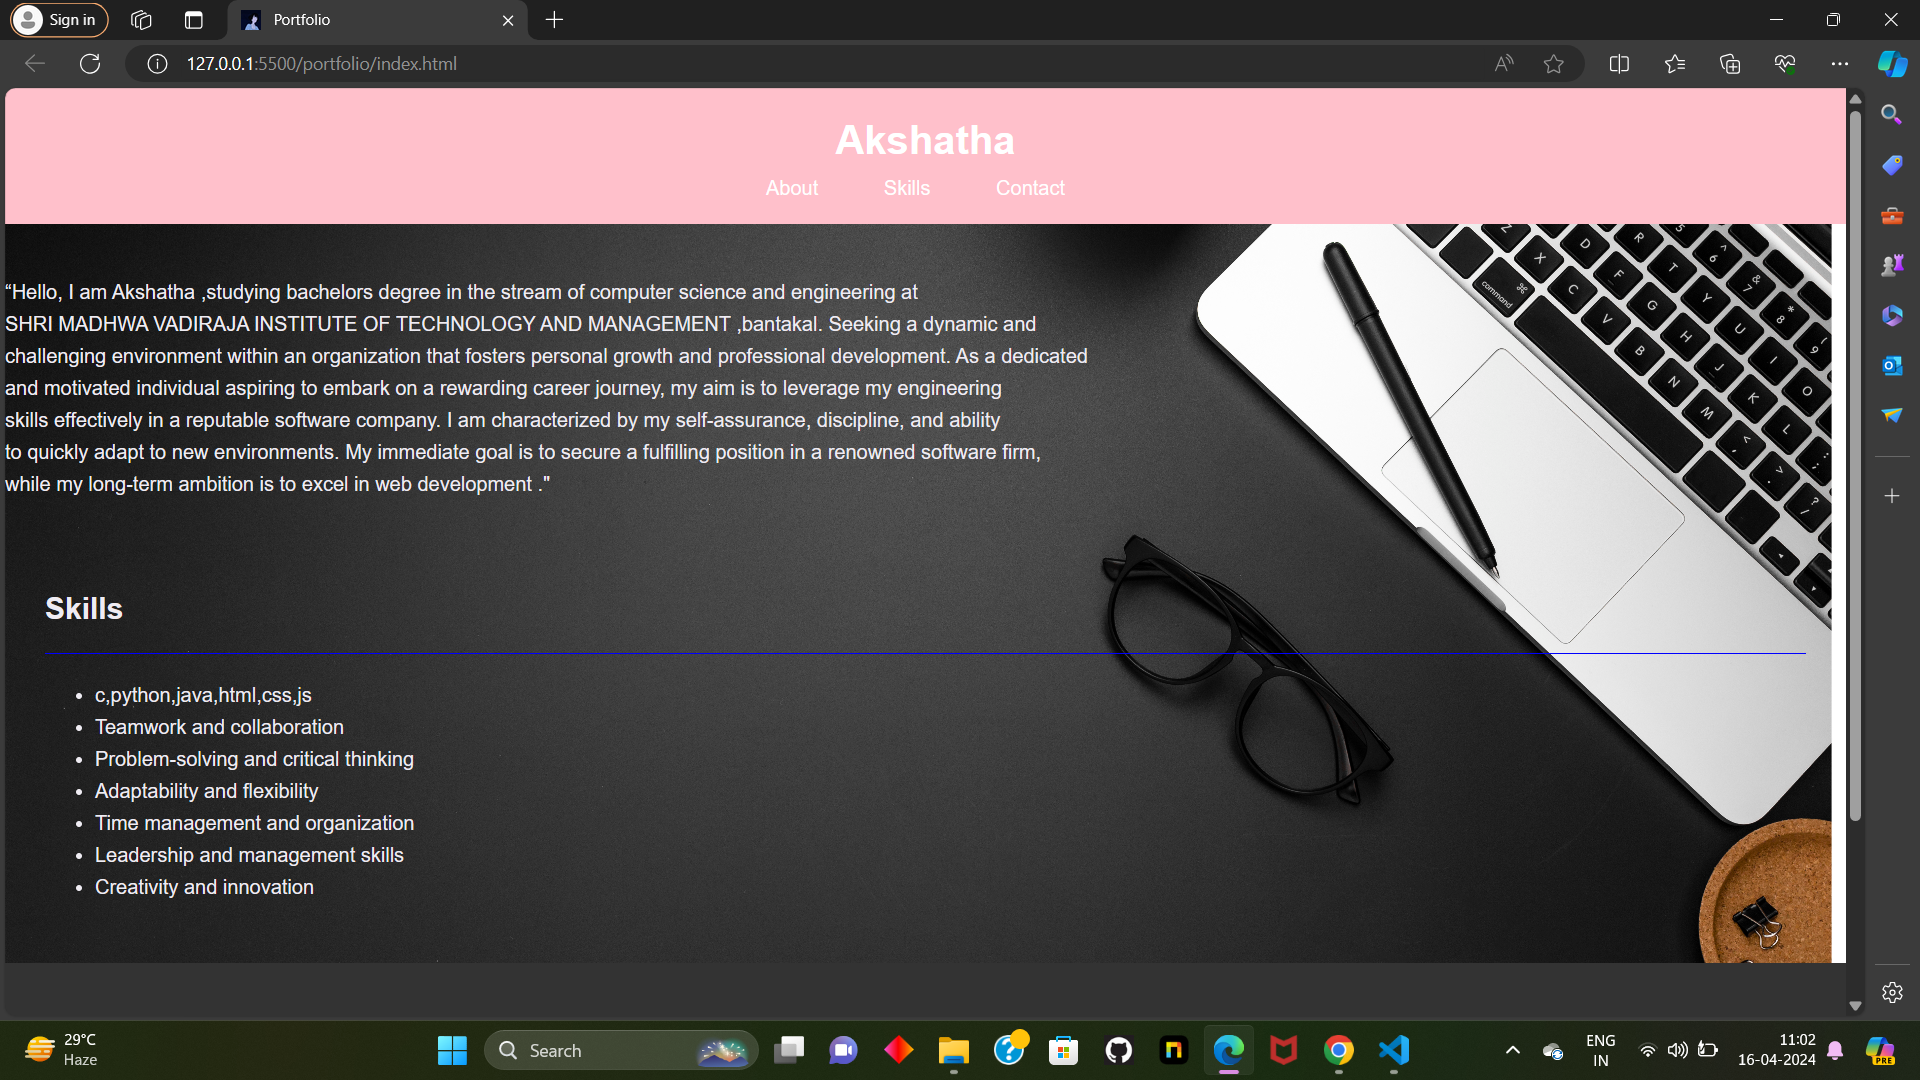 Sign in
Portfolio
127.0.0.1:5500/portfolio/index.html
Akshatha
About Skills Contact
“Hello, I am Akshatha ,studying bachelors degree in the stream of computer science and engineering at
SHRI MADHWA VADIRAJA INSTITUTE OF TECHNOLOGY AND MANAGEMENT ,bantakal. Seeking a dynamic and
challenging environment within an organization that fosters personal growth and professional development. As a dedicated
and motivated individual aspiring to embark on a rewarding career journey, my aim is to leverage my engineering
skills effectively in a reputable software company. I am characterized by my self-assurance, discipline, and ability
to quickly adapt to new environments. My immediate goal is to secure a fulfilling position in a renowned software firm,
while my long-term ambition is to excel in web development ."
Skills
c,python,java,html,css,js
Teamwork and collaboration
Problem-solving and critical thinking
Adaptability and flexibility
Time management and organization
Leadership and management skills
Creativity and innovation
command
29°C
Haze
Search
ENG
IN
11:02
16-04-2024
PRE